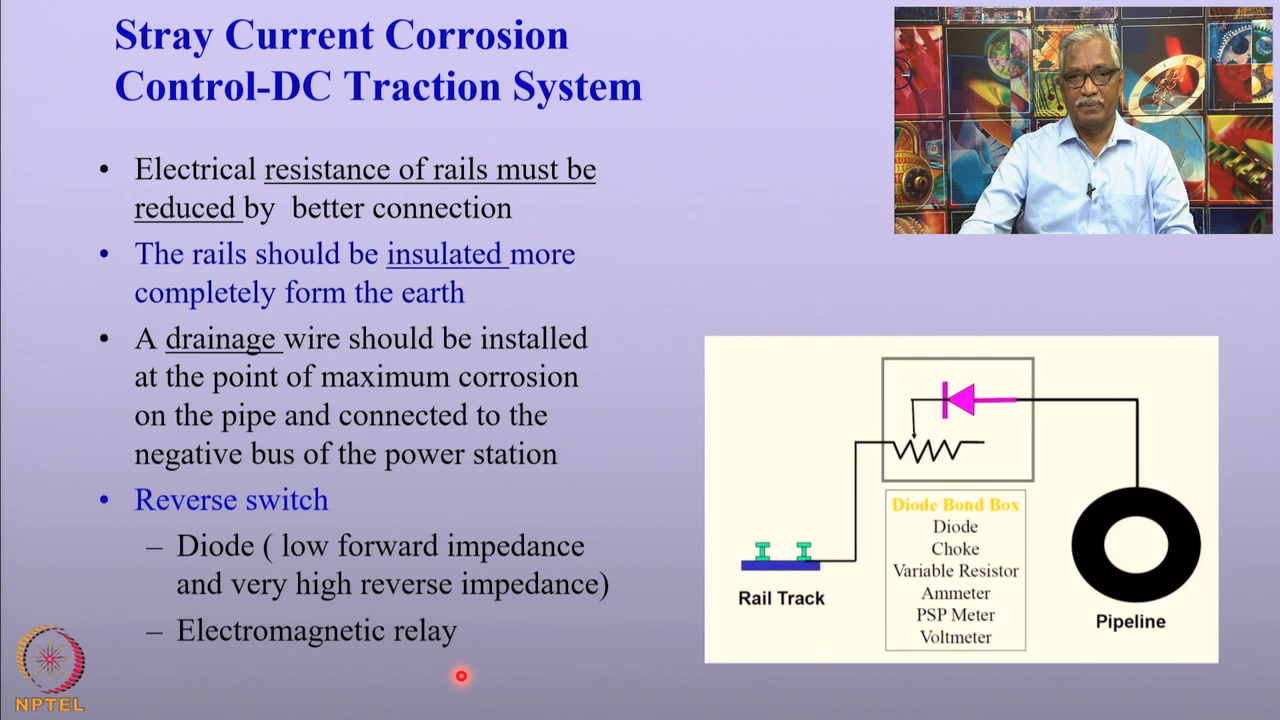 Stray Current Corrosion
Control-DC Traction System
• Electrical resistance of rails must be
reduced by better connection
• The rails should be insulated more
completely form the earth
• A drainage wire should be installed
at the point of maximum corrosion
on the pipe and connected to the
negative bus of the power station
• Reverse switch
– Diode ( low forward impedance
and very high reverse impedance)
– Electromagnetic relay
Diode Bond Box
Diode
Choke
Variable Resistor
Ammeter
PSP Meter
Voltmeter
Rail Track
Pipeline
NPTEL